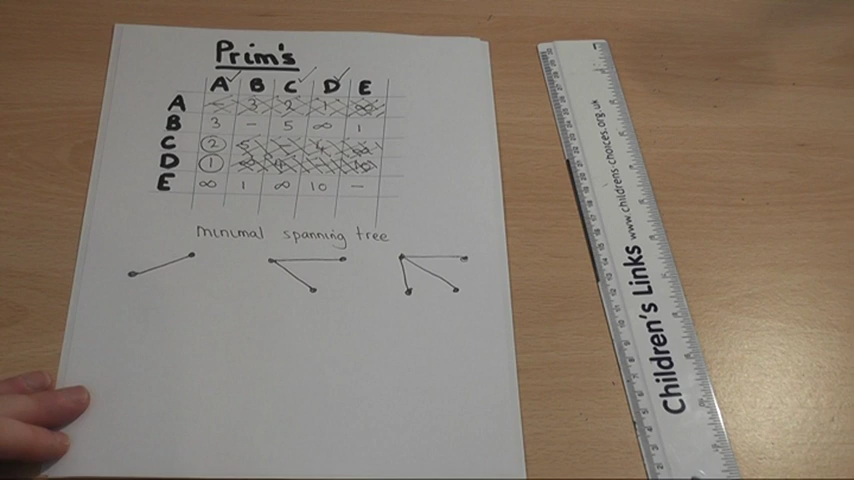 Prim's
A B C D E
A - 3 2 1 ∞
B 3 - 5 ∞ 1
C 2 5 - 4
D 1 4 - 10
E ∞ 1 ∞ 10 -
minimal spanning tree
Children's Links www.childrens-choices.org.uk